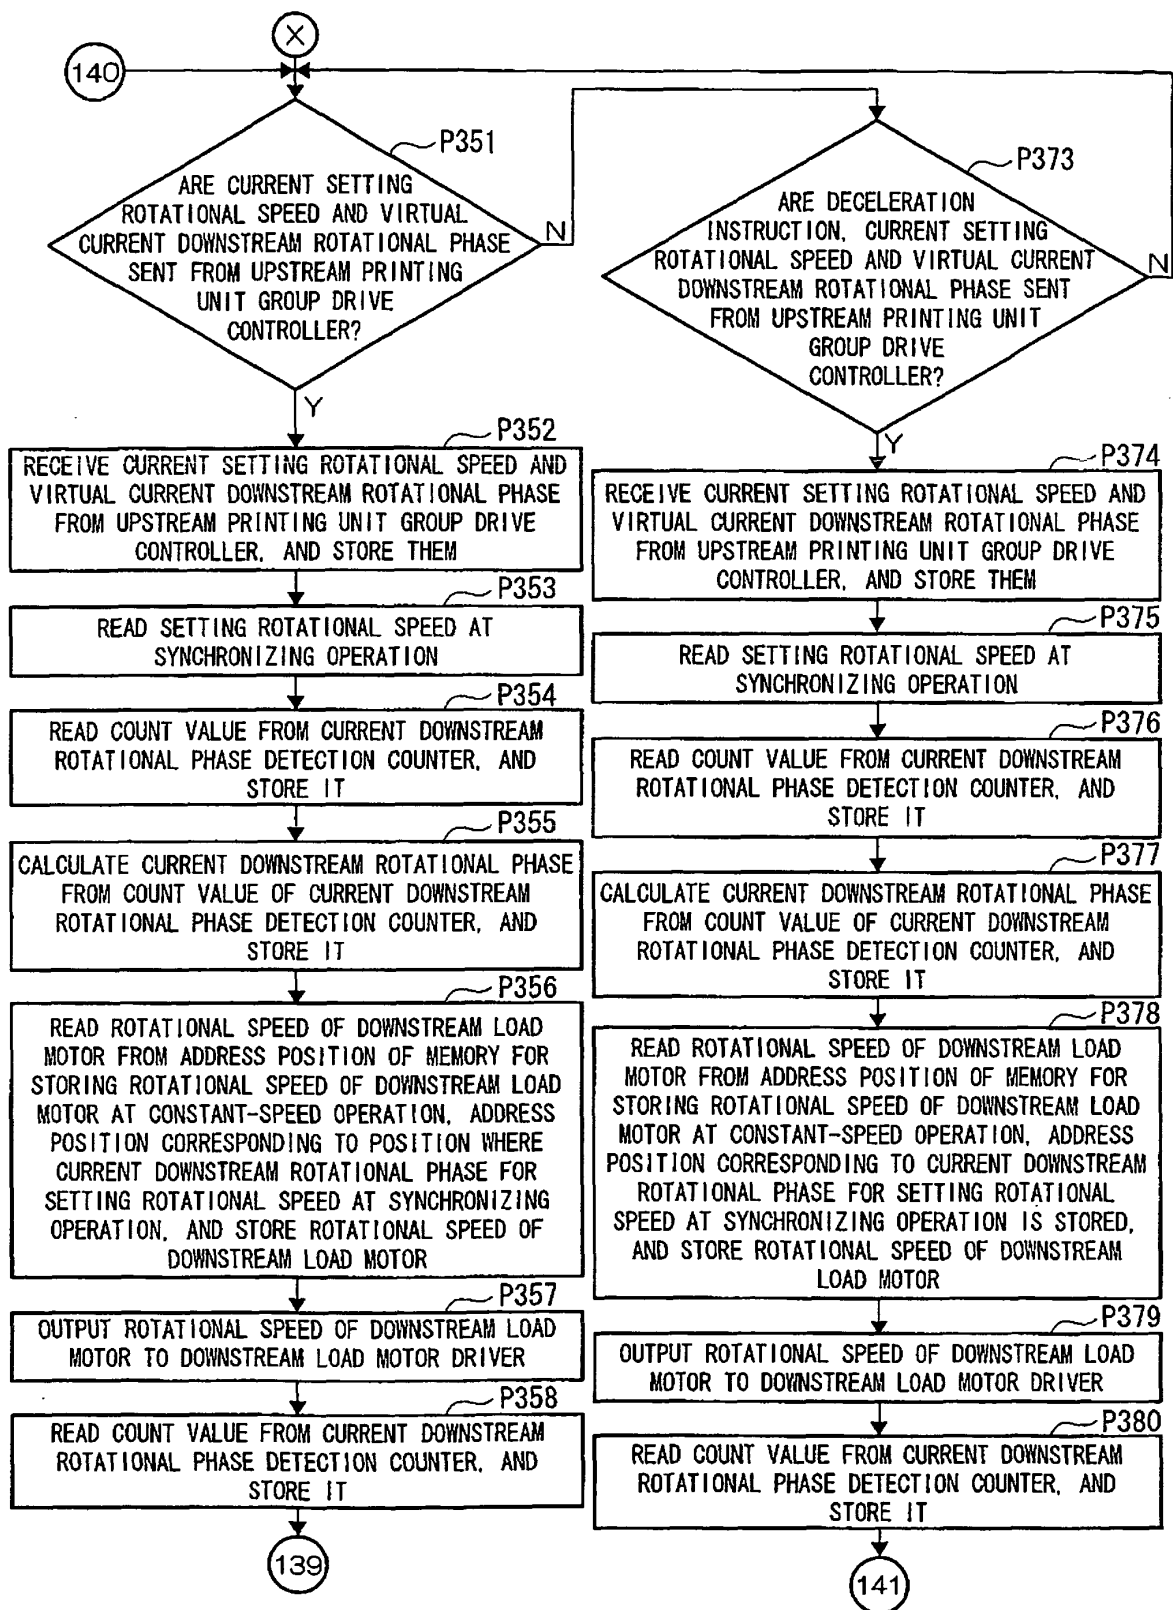 X
140
P351
ARE CURRENT SETTING
ROTATIONAL SPEED AND VIRTUAL
CURRENT DOWNSTREAM ROTATIONAL PHASE
SENT FROM UPSTREAM PRINTING
UNIT GROUP DRIVE
CONTROLLER?
N
Y
P352
RECEIVE CURRENT SETTING ROTATIONAL SPEED AND
VIRTUAL CURRENT DOWNSTREAM ROTATIONAL PHASE
FROM UPSTREAM PRINTING UNIT GROUP DRIVE
CONTROLLER, AND STORE THEM
P353
READ SETTING ROTATIONAL SPEED AT
SYNCHRONIZING OPERATION
P354
READ COUNT VALUE FROM CURRENT DOWNSTREAM
ROTATIONAL PHASE DETECTION COUNTER, AND
STORE IT
P355
CALCULATE CURRENT DOWNSTREAM ROTATIONAL PHASE
FROM COUNT VALUE OF CURRENT DOWNSTREAM
ROTATIONAL PHASE DETECTION COUNTER, AND
STORE IT
P356
READ ROTATIONAL SPEED OF DOWNSTREAM LOAD
MOTOR FROM ADDRESS POSITION OF MEMORY FOR
STORING ROTATIONAL SPEED OF DOWNSTREAM LOAD
MOTOR AT CONSTANT-SPEED OPERATION, ADDRESS
POSITION CORRESPONDING TO POSITION WHERE
CURRENT DOWNSTREAM ROTATIONAL PHASE FOR
SETTING ROTATIONAL SPEED AT SYNCHRONIZING
OPERATION, AND STORE ROTATIONAL SPEED OF
DOWNSTREAM LOAD MOTOR
P357
OUTPUT ROTATIONAL SPEED OF DOWNSTREAM LOAD
MOTOR TO DOWNSTREAM LOAD MOTOR DRIVER
P358
READ COUNT VALUE FROM CURRENT DOWNSTREAM
ROTATIONAL PHASE DETECTION COUNTER, AND
STORE IT
139
P373
ARE DECELERATION
INSTRUCTION, CURRENT SETTING
ROTATIONAL SPEED AND VIRTUAL CURRENT
DOWNSTREAM ROTATIONAL PHASE SENT
FROM UPSTREAM PRINTING UNIT
GROUP DRIVE
CONTROLLER?
N
Y
P374
RECEIVE CURRENT SETTING ROTATIONAL SPEED AND
VIRTUAL CURRENT DOWNSTREAM ROTATIONAL PHASE
FROM UPSTREAM PRINTING UNIT GROUP DRIVE
CONTROLLER, AND STORE THEM
P375
READ SETTING ROTATIONAL SPEED AT
SYNCHRONIZING OPERATION
P376
READ COUNT VALUE FROM CURRENT DOWNSTREAM
ROTATIONAL PHASE DETECTION COUNTER, AND
STORE IT
P377
CALCULATE CURRENT DOWNSTREAM ROTATIONAL PHASE
FROM COUNT VALUE OF CURRENT DOWNSTREAM
ROTATIONAL PHASE DETECTION COUNTER, AND
STORE IT
P378
READ ROTATIONAL SPEED OF DOWNSTREAM LOAD
MOTOR FROM ADDRESS POSITION OF MEMORY FOR
STORING ROTATIONAL SPEED OF DOWNSTREAM LOAD
MOTOR AT CONSTANT-SPEED OPERATION, ADDRESS
POSITION CORRESPONDING TO CURRENT DOWNSTREAM
ROTATIONAL PHASE FOR SETTING ROTATIONAL
SPEED AT SYNCHRONIZING OPERATION IS STORED,
AND STORE ROTATIONAL SPEED OF DOWNSTREAM
LOAD MOTOR
P379
OUTPUT ROTATIONAL SPEED OF DOWNSTREAM LOAD
MOTOR TO DOWNSTREAM LOAD MOTOR DRIVER
P380
READ COUNT VALUE FROM CURRENT DOWNSTREAM
ROTATIONAL PHASE DETECTION COUNTER, AND
STORE IT
141